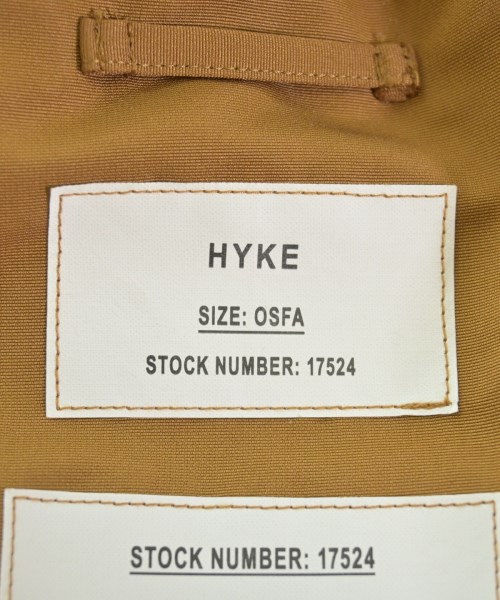 HYKE
SIZE: OSFA
STOCK NUMBER: 17524
STOCK NUMBER: 17524